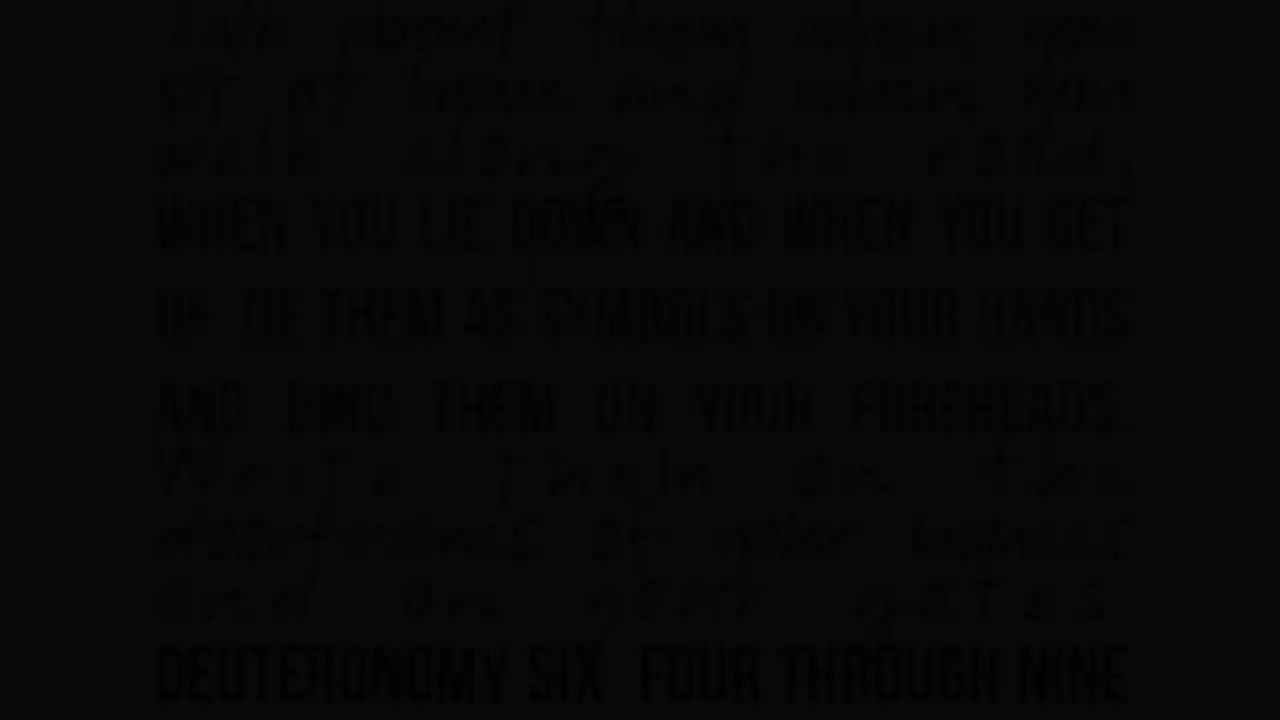 Talk about them when you
sit at home and when you
walk along the road,
WHEN YOU LIE DOWN AND WHEN YOU GET
UP. TIE THEM AS SYMBOLS ON YOUR HANDS
AND BIND THEM ON YOUR FOREHEADS.
Write them on the
doorframes of your houses
and on your gates.
DEUTERONOMY SIX FOUR THROUGH NINE